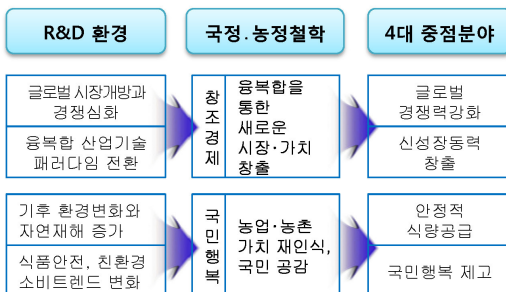 R&D 환경
국정.농정철학
4대 중점분야
글로벌 시장개방과
경쟁심화
융복합 산업기술
패러다임 전환
창
조
경
제
융복합을
통한
새로운
시장·가치
창출
글로벌
경쟁력강화
신성장동력
창출
기후 환경변화와
자연재해 증가
식품안전, 친환경
소비트렌드 변화
국
민
행
복
농업·농촌
가치 재인식,
국민 공감
안정적
식량공급
국민행복 제고